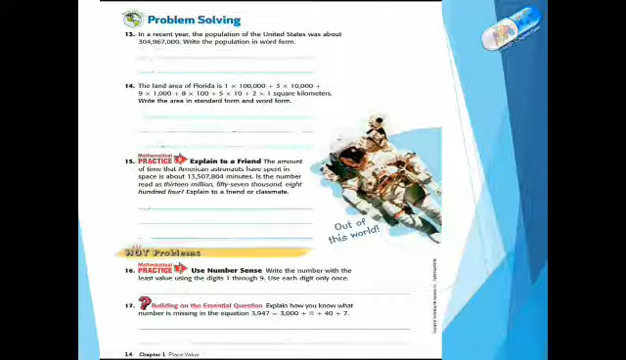 Problem Solving
13. In a recent year, the population of the United States was about
304,967,000. Write the population in word form.
14. The land area of Florida is 1 × 100,000 + 3 × 10,000 +
9 × 1,000 + 8 × 100 + 5 × 10 + 2 × 1 square kilometers.
Write the area in standard form and word form.
15. Mathematical
PRACTICE Explain to a Friend The amount
of time that American astronauts have spent in
space is about 13,507,804 minutes. Is the number
read as thirteen million, fifty-seven thousand, eight
hundred four? Explain to a friend or classmate.
Out of
this world!
HOT Problems
16. Mathematical
PRACTICE Use Number Sense Write the number with the
least value using the digits 1 through 9. Use each digit only once.
17. Building on the Essential Question Explain how you know what
number is missing in the equation 3,947 = 3,000 + ■ + 40 + 7.
14 Chapter 1 Place Value